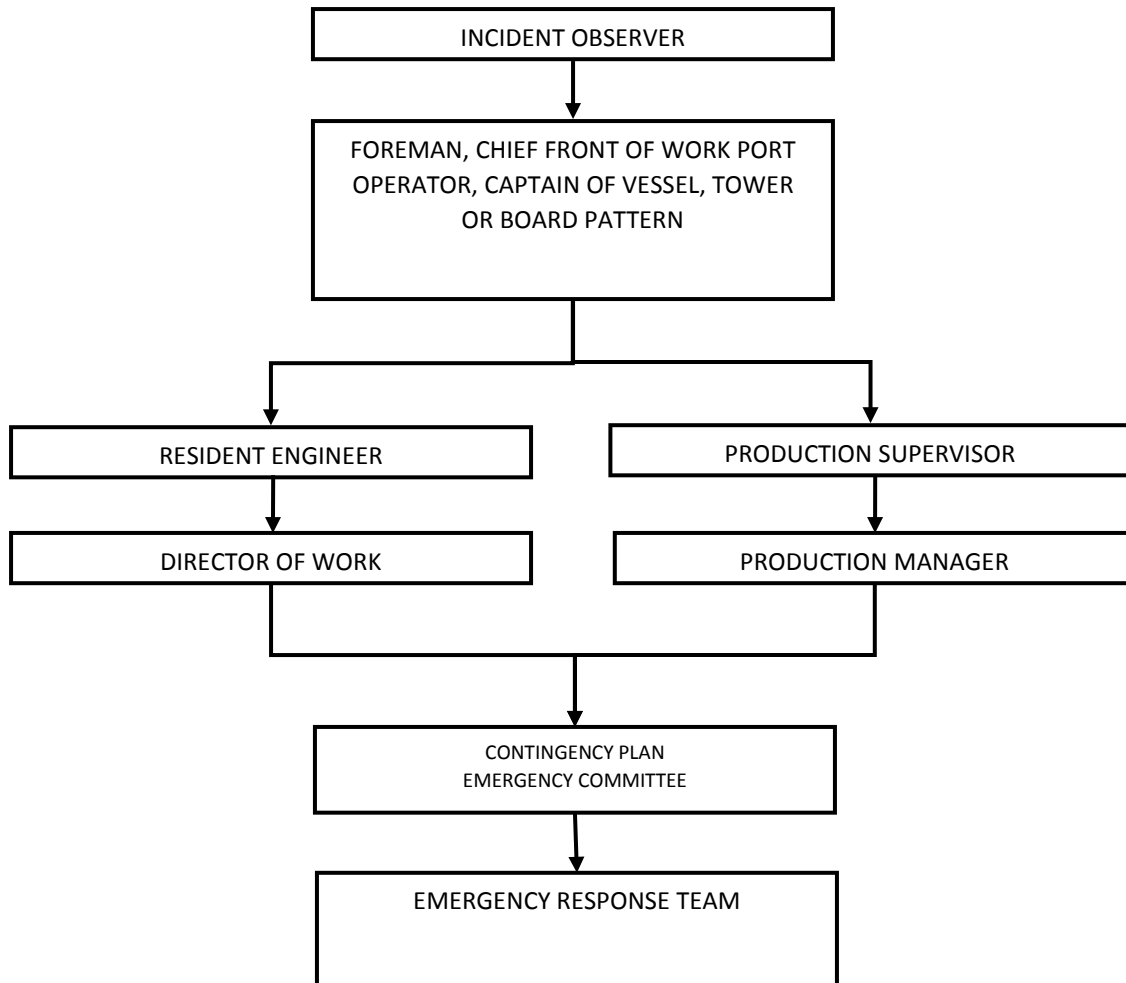 INCIDENT OBSERVER
FOREMAN, CHIEF FRONT OF WORK PORT
OPERATOR, CAPTAIN OF VESSEL, TOWER
OR BOARD PATTERN
RESIDENT ENGINEER
PRODUCTION SUPERVISOR
DIRECTOR OF WORK
PRODUCTION MANAGER
CONTINGENCY PLAN
EMERGENCY COMMITTEE
EMERGENCY RESPONSE TEAM